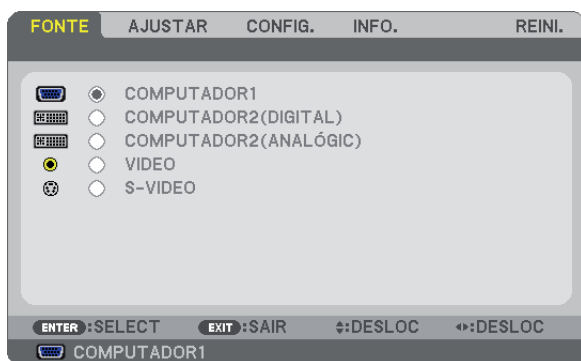 FONTE AJUSTAR CONFIG. INFO. REINI.
COMPUTADOR1
COMPUTADOR2(DIGITAL)
COMPUTADOR2(ANALÓGIC)
VIDEO
S-VIDEO
ENTER:SELECT EXIT:SAIR :DESLOC :DESLOC
COMPUTADOR1